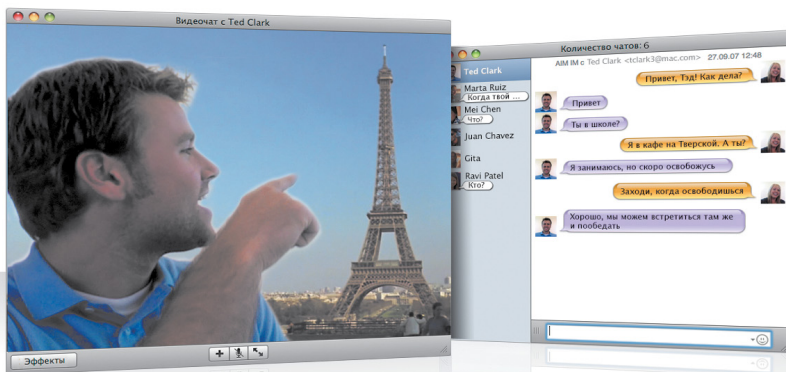 Видеочат с Ted Clark
Эффекты
Количество чатов: 6
AIM IM с Ted Clark <tclark3@mac.com> 27.09.07 12:48
Ted Clark
Marta Ruiz
Когда твой ...
Mei Chen
Что?
Juan Chavez
Gita
Ravi Patel
Кто?
Привет, Тэд! Как дела?
Привет
Ты в школе?
Я в кафе на Тверской. А ты?
Я занимаюсь, но скоро освобожусь
Заходи, когда освободишься
Хорошо, мы можем встретиться там же
и пообедать